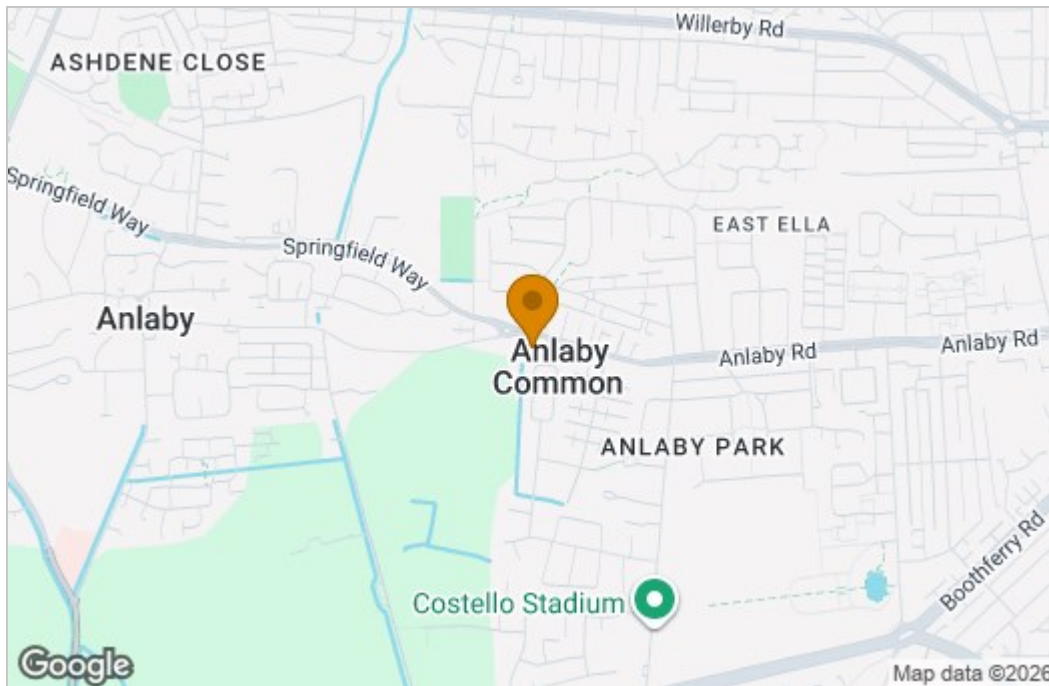 Willerby Rd
ASHDENE CLOSE
Springfield Way
EAST ELLA
Springfield Way
Anlaby
Anlaby Rd
Anlaby
Common
Anlaby Rd
ANLABY PARK
Boothferry Rd
Costello Stadium
Google
Map data ©2026